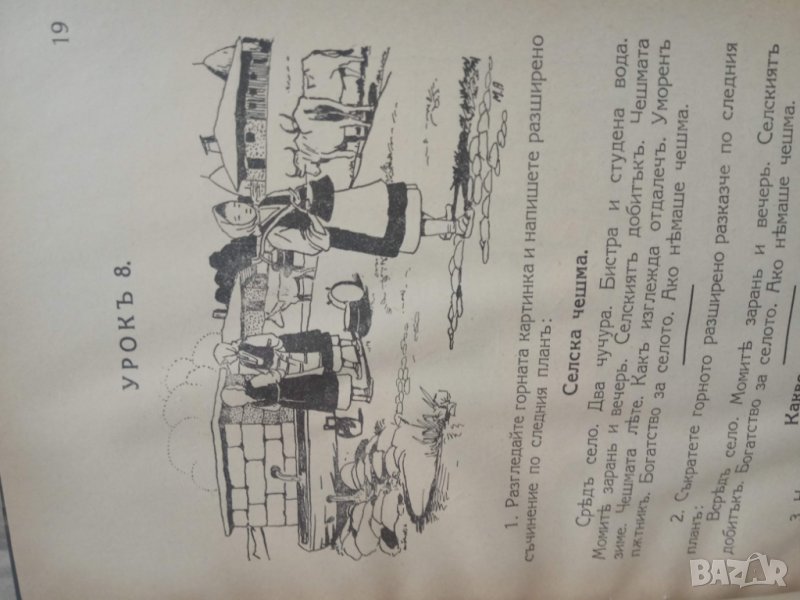 19
УРОКЪ 8.
М.В
1. Разгледайте горната картинка и напишете разширено
съчинение по следния планъ:
Селска чешма.
Срѣдъ село. Два чучура. Бистра и студена вода.
Момитѣ зарань и вечерь. Селскиятъ добитъкъ. Чешмата
зиме. Чешмата лѣте. Какъ изглежда отдалечъ. Уморенъ
пѫтникъ. Богатство за селото. Ако нѣмаше чешма.
2. Съкратете горното разширено разказче по следния
планъ:
Всрѣдъ село. Момитѣ зарань и вечерь. Селскиятъ
добитъкъ. Богатство за селото. Ако нѣмаше чешма.
Какво
3. Н
BAZAR